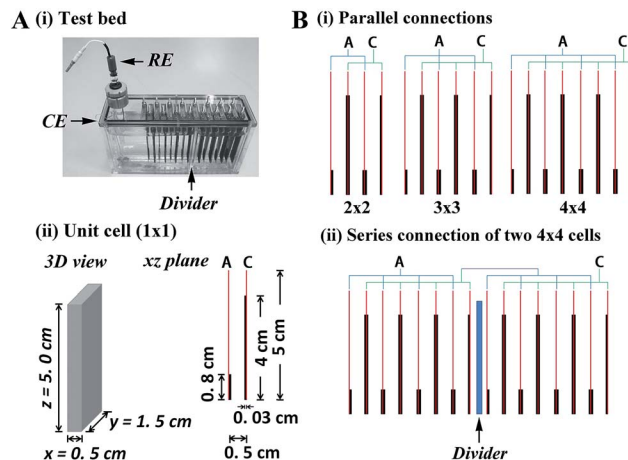 A (i) Test bed
RE
CE
Divider
(ii) Unit cell (1x1)
3D view
xz plane
A C
z = 5.0 cm
y = 1.5 cm
x = 0.5 cm
0.8 cm
4 cm
5 cm
0.03 cm
0.5 cm
B (i) Parallel connections
A C A C A C
2x2 3x3 4x4
(ii) Series connection of two 4x4 cells
A C
Divider